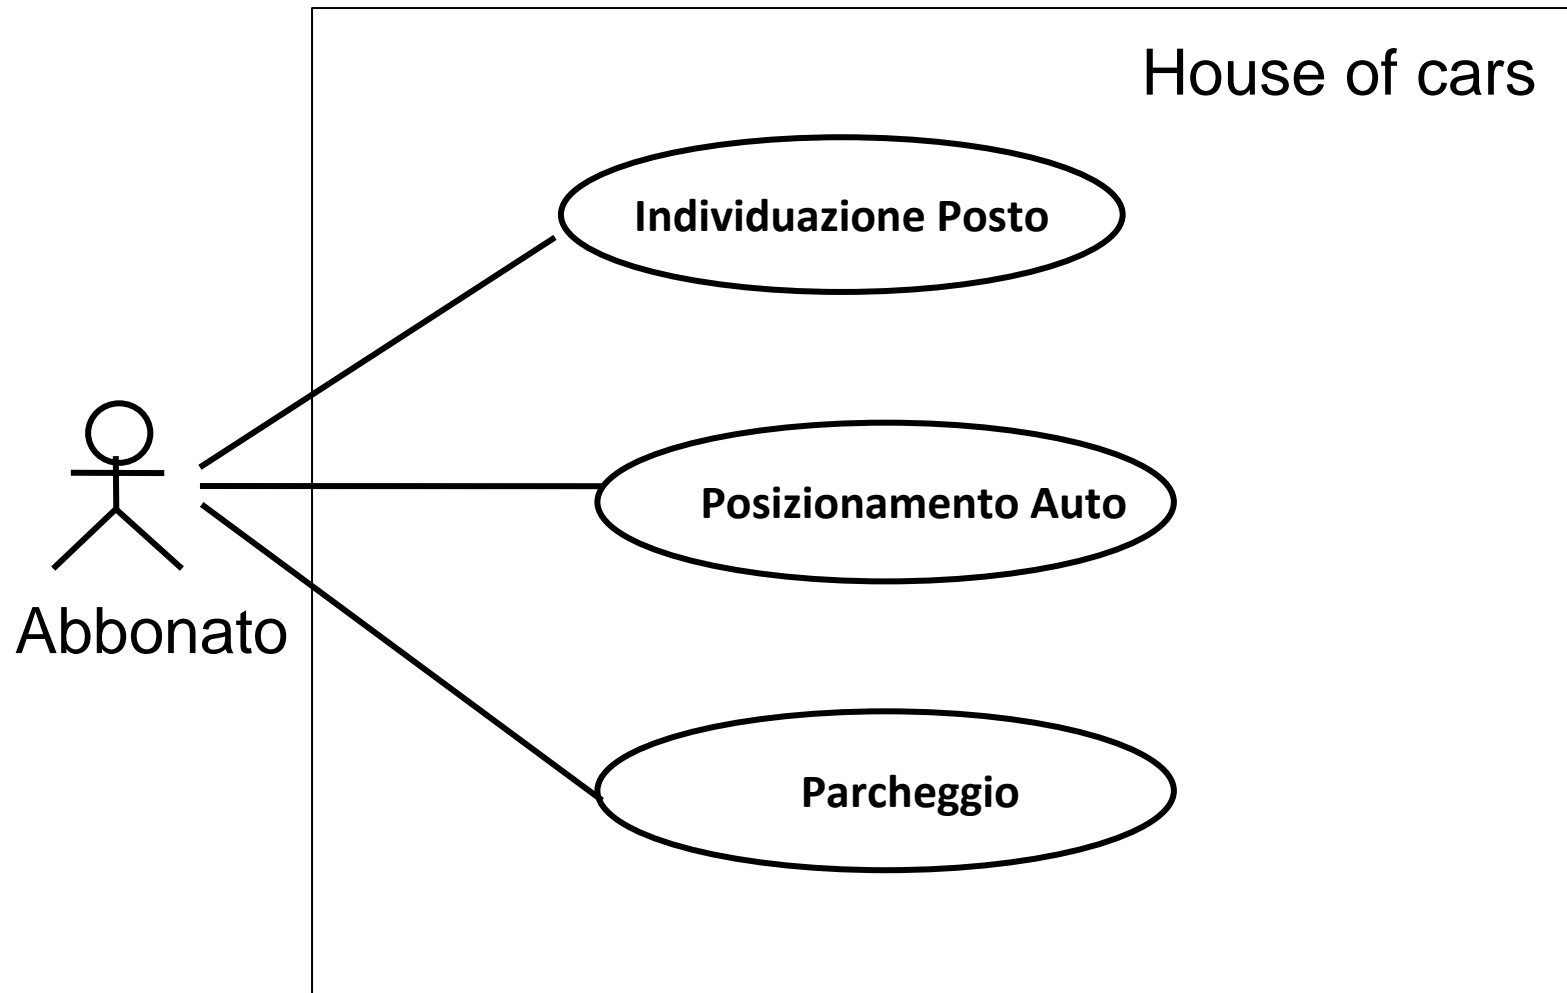 House of cars
Individuazione Posto
Posizionamento Auto
Abbonato
Parcheggio